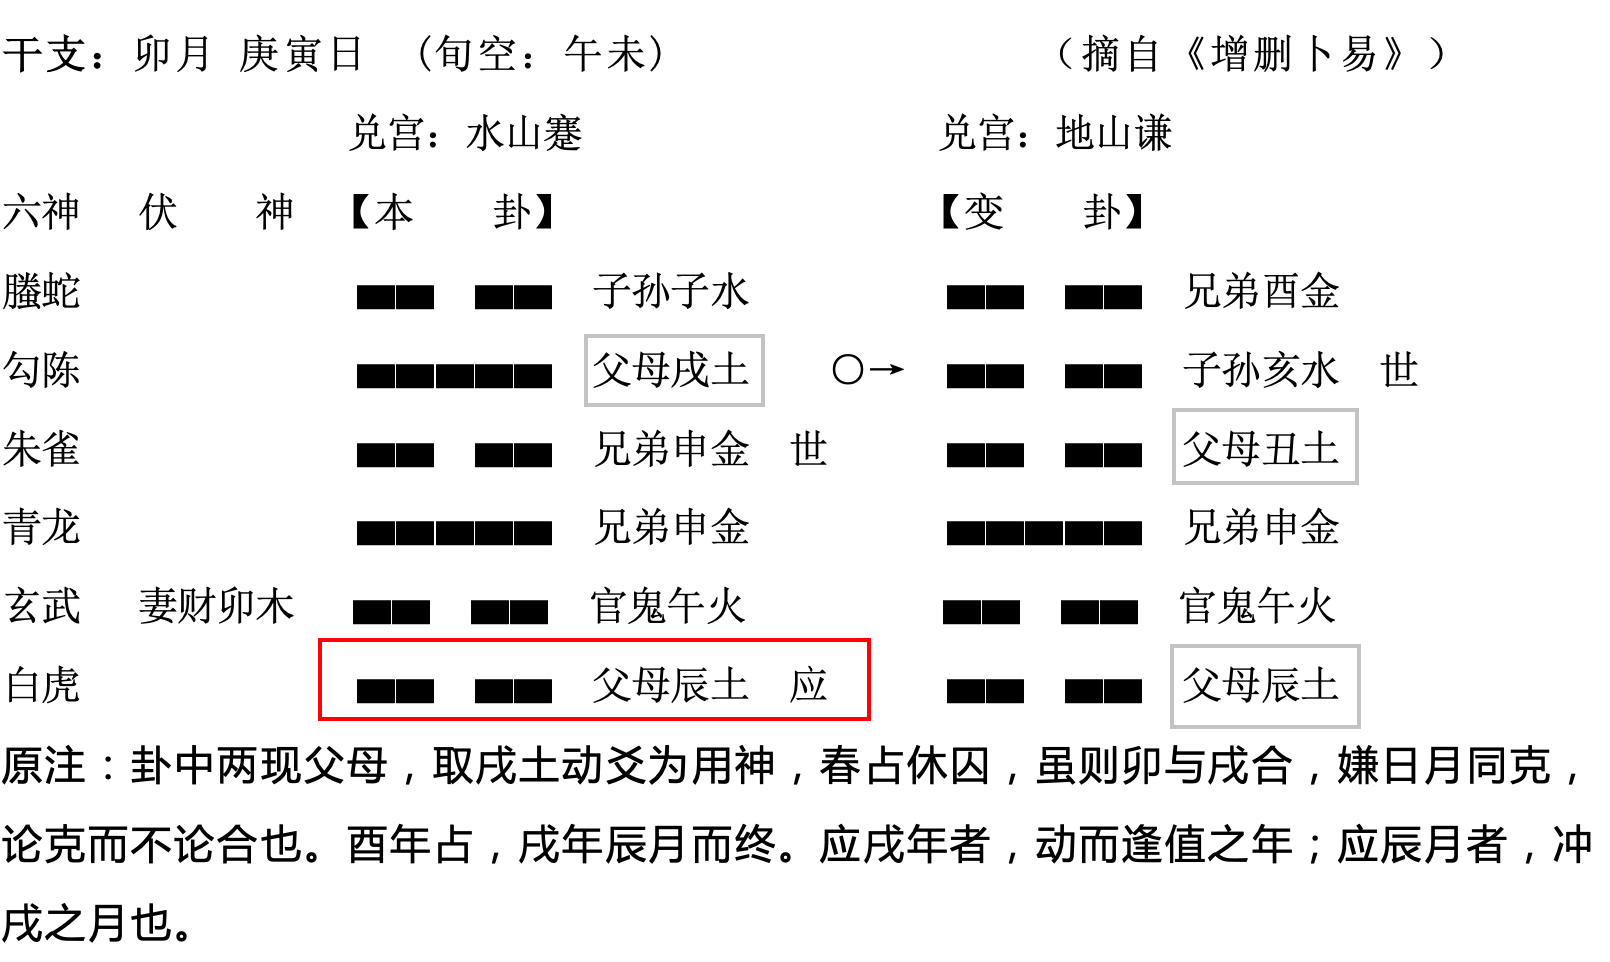 干支：卯月 庚寅日 （旬空：午未） （摘自《增删卜易》）
兑宫：水山蹇 兑宫：地山谦
六神 伏 神 【本 卦】 【变 卦】
螣蛇 子孙子水 兄弟酉金
勾陈 父母戌土 ○→ 子孙亥水 世
朱雀 兄弟申金 世 父母丑土
青龙 兄弟申金 兄弟申金
玄武 妻财卯木 官鬼午火 官鬼午火
白虎 父母辰土 应 父母辰土
原注：卦中两现父母，取戌土动爻为用神，春占休囚，虽则卯与戌合，嫌日月同克，
论克而不论合也。酉年占，戌年辰月而终。应戌年者，动而逢值之年；应辰月者，冲
戌之月也。